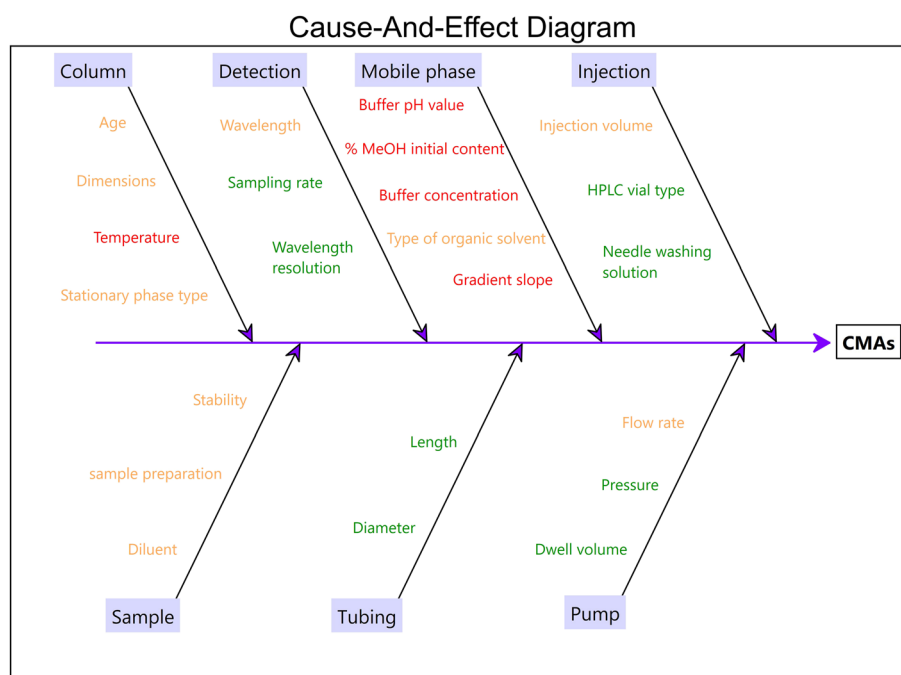 Cause-And-Effect Diagram
Column
Detection
Mobile phase
Injection
Age
Dimensions
Temperature
Stationary phase type
Wavelength
Sampling rate
Wavelength
resolution
Buffer pH value
% MeOH initial content
Buffer concentration
Type of organic solvent
Gradient slope
Injection volume
HPLC vial type
Needle washing
solution
CMAs
Stability
sample preparation
Diluent
Sample
Length
Diameter
Tubing
Flow rate
Pressure
Dwell volume
Pump